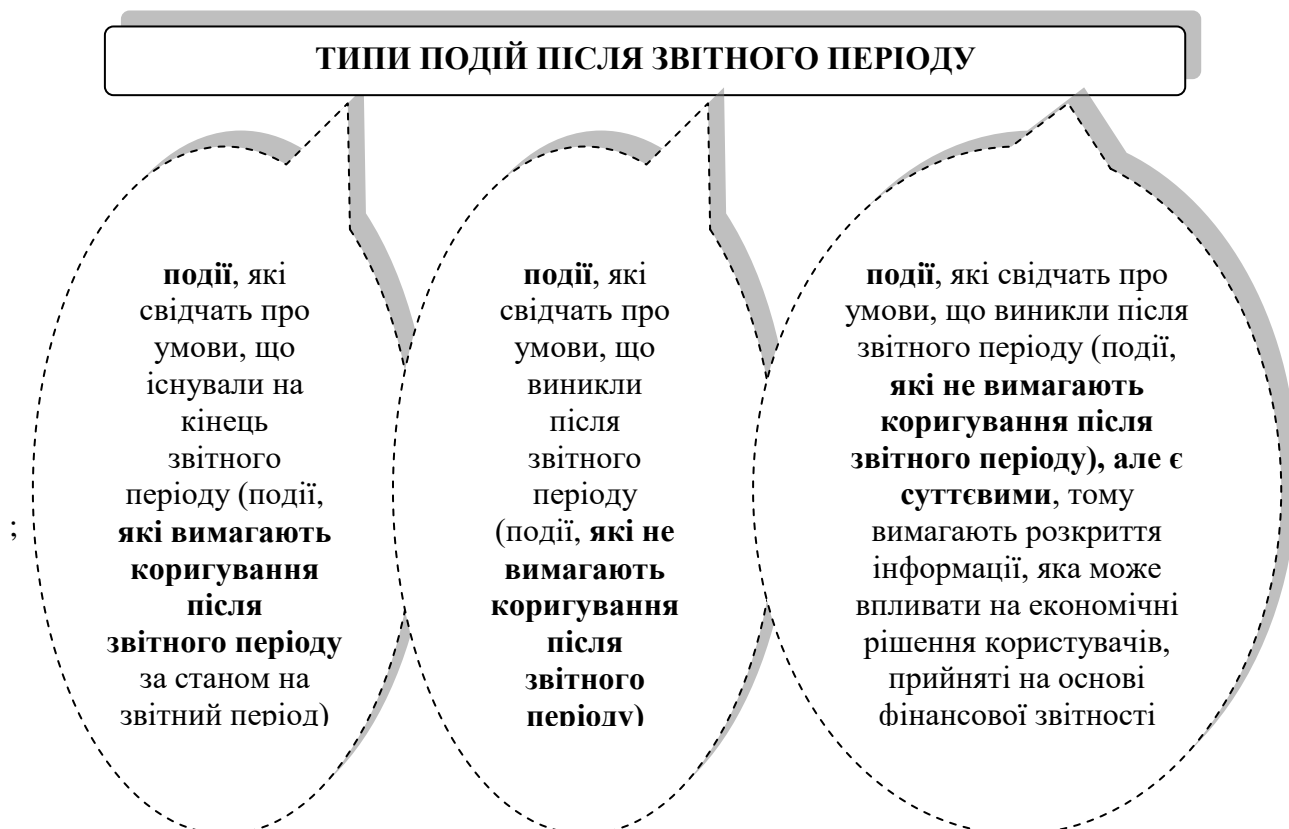 ТИПИ ПОДІЙ ПІСЛЯ ЗВІТНОГО ПЕРІОДУ
події, які
свідчать про
умови, що
існували на
кінець
звітного
періоду (події,
які вимагають
коригування
після
звітного періоду
за станом на
звітний період)
події, які
свідчать про
умови, що
виникли
після
звітного
періоду
(події, які не
вимагають
коригування
після
звітного
періоду)
події, які свідчать про
умови, що виникли після
звітного періоду (події,
які не вимагають
коригування після
звітного періоду), але є
суттєвими, тому
вимагають розкриття
інформації, яка може
впливати на економічні
рішення користувачів,
прийняті на основі
фінансової звітності
;